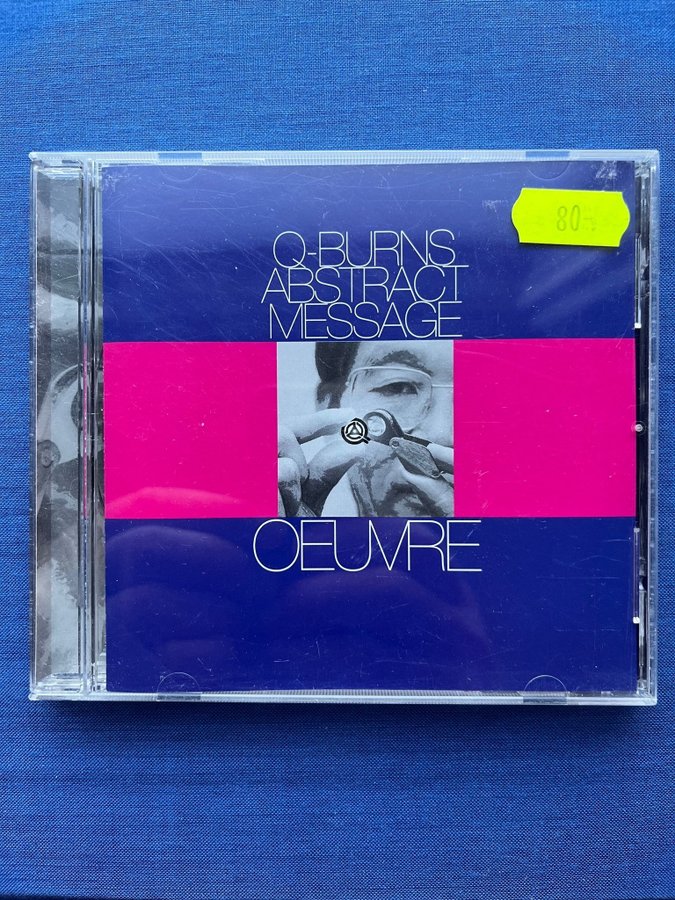 80
Q-BURNS
ABSTRACT
MESSAGE
OEUVRE